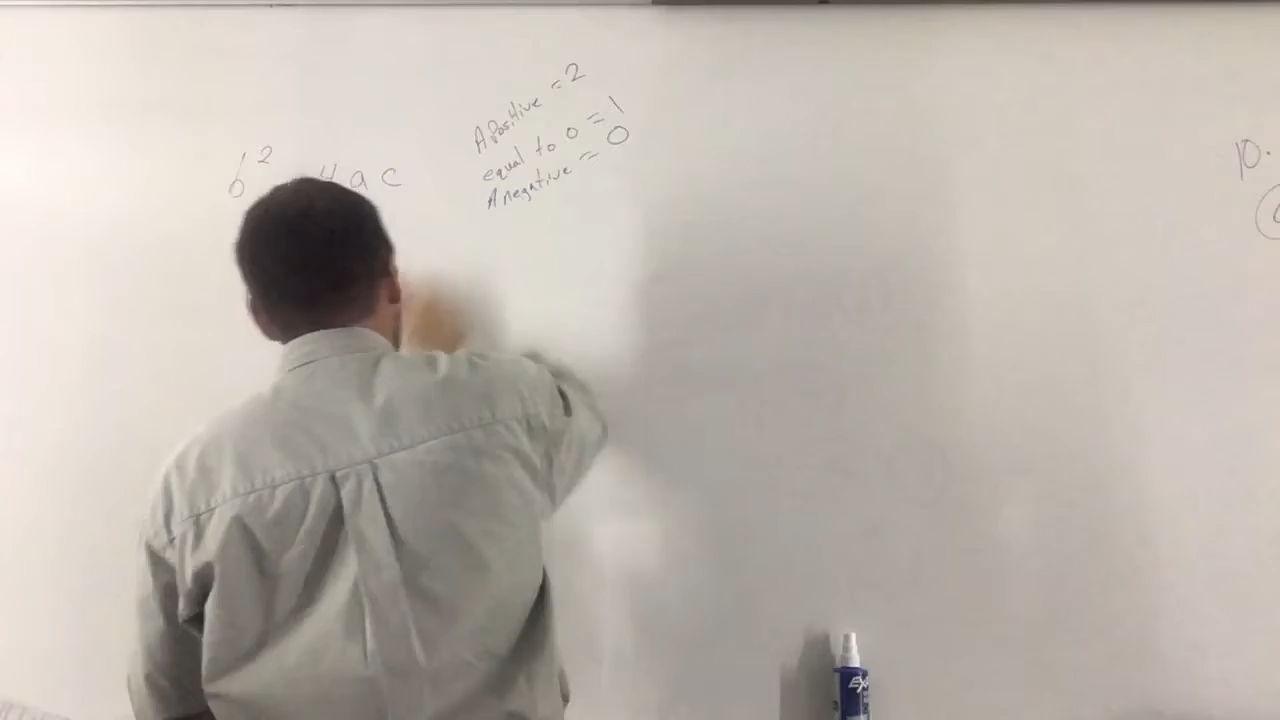 b² 4ac
A Positive = 2
equal to 0 = 1
A negative = 0
10.